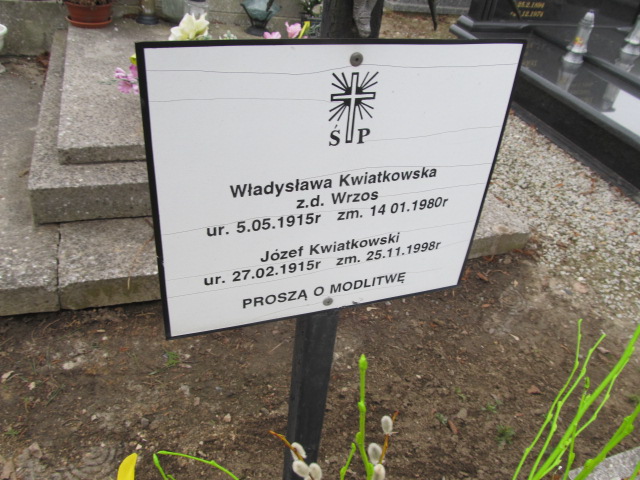 Ś P
Władysława Kwiatkowska
z.d. Wrzos
ur. 5.05.1915r zm. 14 01.1980r
Józef Kwiatkowski
ur. 27.02.1915r zm. 25.11.1998r
PROSZĄ O MODLITWĘ